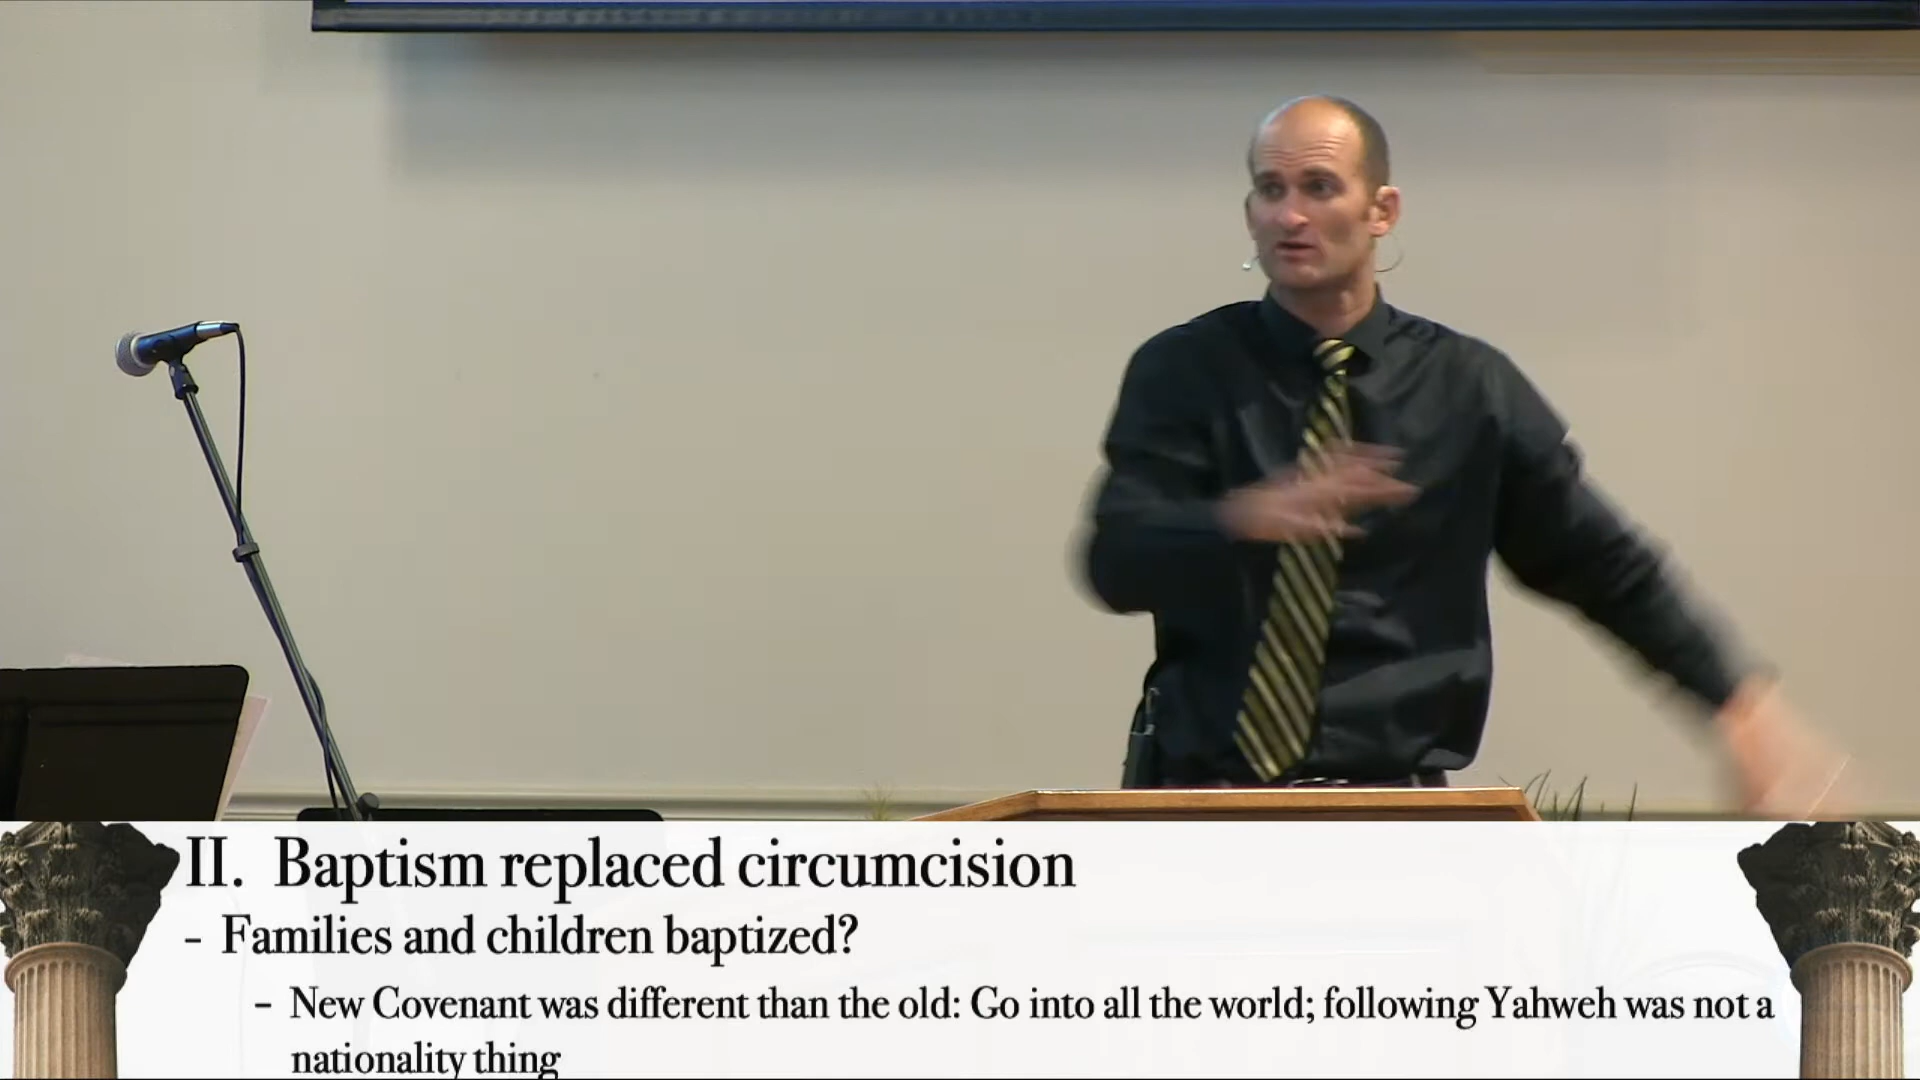 II. Baptism replaced circumcision
- Families and children baptized?
- New Covenant was different than the old: Go into all the world; following Yahweh was not a
nationality thing